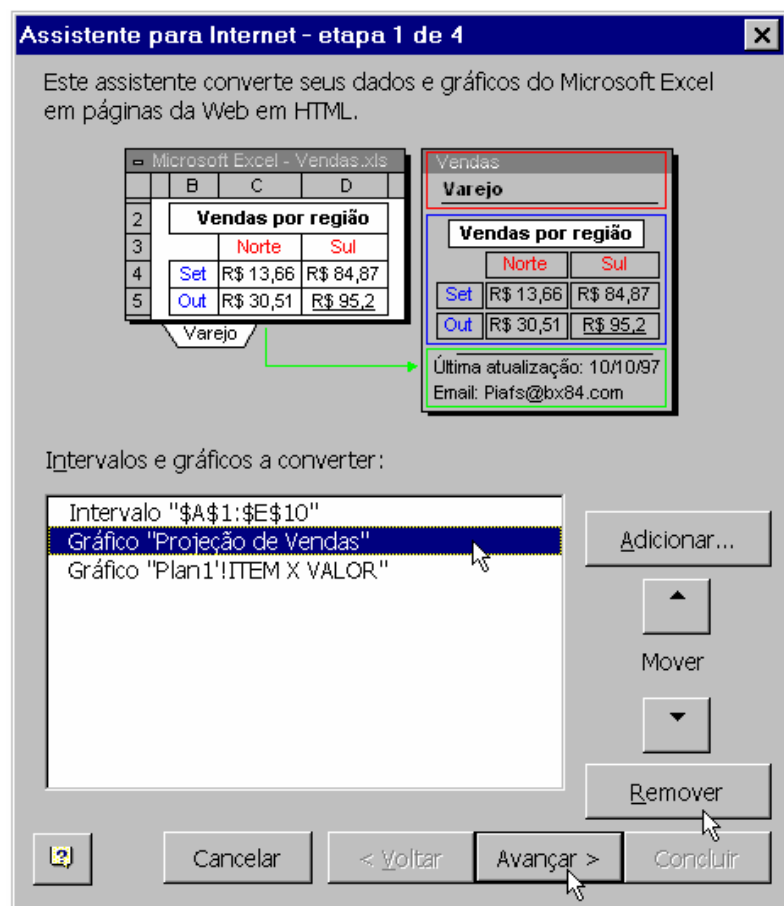 Assistente para Internet - etapa 1 de 4
Este assistente converte seus dados e gráficos do Microsoft Excel
em páginas da Web em HTML.
Microsoft Excel - Vendas.xls
B C D
2 Vendas por região
3 Norte Sul
4 Set R$ 13,66 R$ 84,87
5 Out R$ 30,51 R$ 95,2
Varejo
Vendas
Varejo
Vendas por região
Norte Sul
Set R$ 13,66 R$ 84,87
Out R$ 30,51 R$ 95,2
Última atualização: 10/10/97
Email: Piafs@bx84.com
Intervalos e gráficos a converter:
Intervalo "$A$1:$E$10"
Gráfico "Projeção de Vendas"
Gráfico "Plan1'!ITEM X VALOR"
Adicionar...
Mover
Remover
Cancelar
< Voltar
Avançar >
Concluir